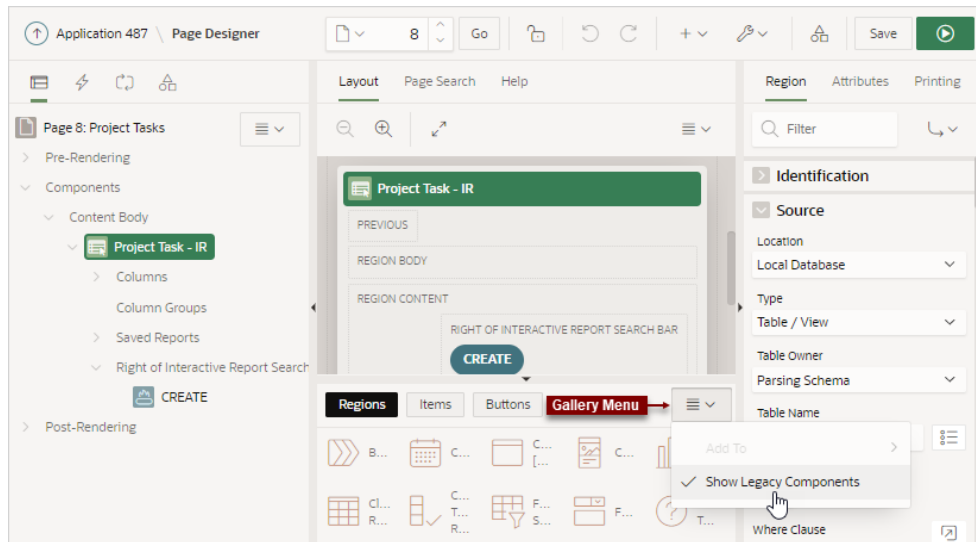 Application 487 \ Page Designer
8
Go
Save
Layout Page Search Help
Region Attributes Printing
Page 8: Project Tasks
Filter
Pre-Rendering
Components
Content Body
Project Task - IR
Columns
Column Groups
Saved Reports
Right of Interactive Report Search
CREATE
Post-Rendering
Project Task - IR
PREVIOUS
REGION BODY
REGION CONTENT
RIGHT OF INTERACTIVE REPORT SEARCH BAR
CREATE
Regions Items Buttons Gallery Menu
B...
C...
C...
[...
C...
Cl...
R...
C...
T...
R...
F...
S...
F...
T...
Add To
Show Legacy Components
Identification
Source
Location
Local Database
Type
Table / View
Table Owner
Parsing Schema
Table Name
Where Clause